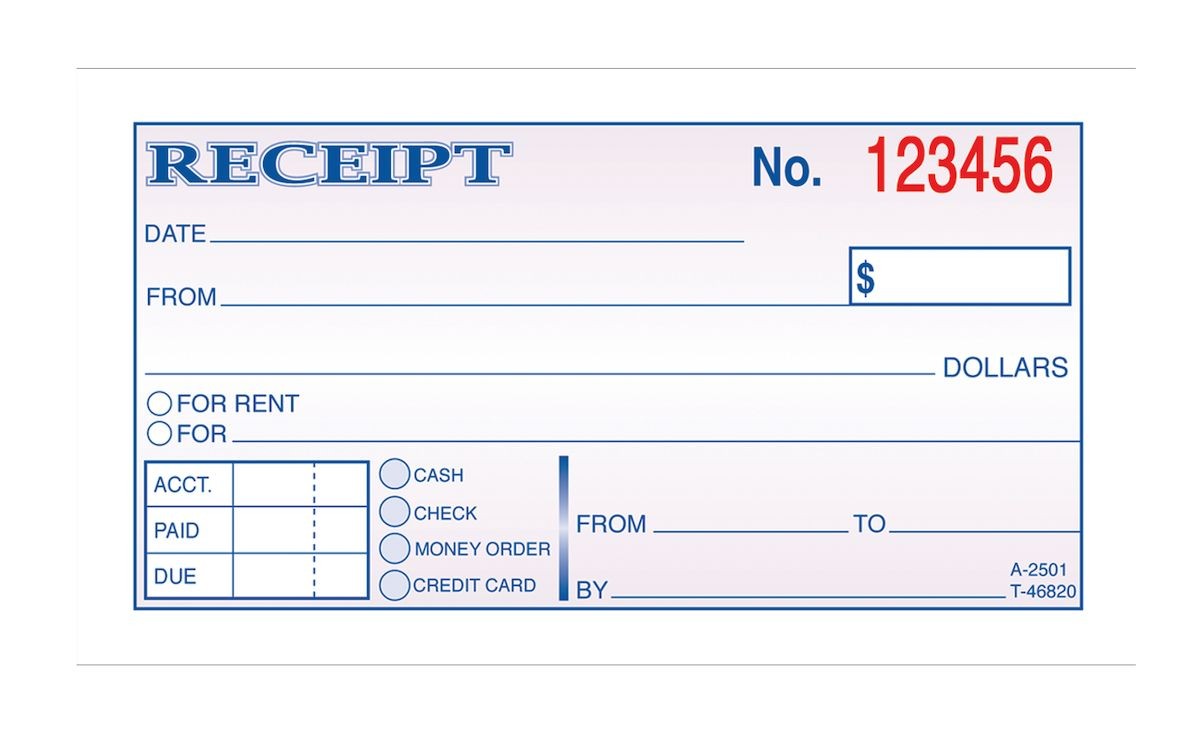 RECEIPT No. 123456
DATE
$
FROM
DOLLARS
FOR RENT
FOR
ACCT.
PAID
DUE
CASH
CHECK
MONEY ORDER
CREDIT CARD
FROM TO
BY
A-2501
T-46820